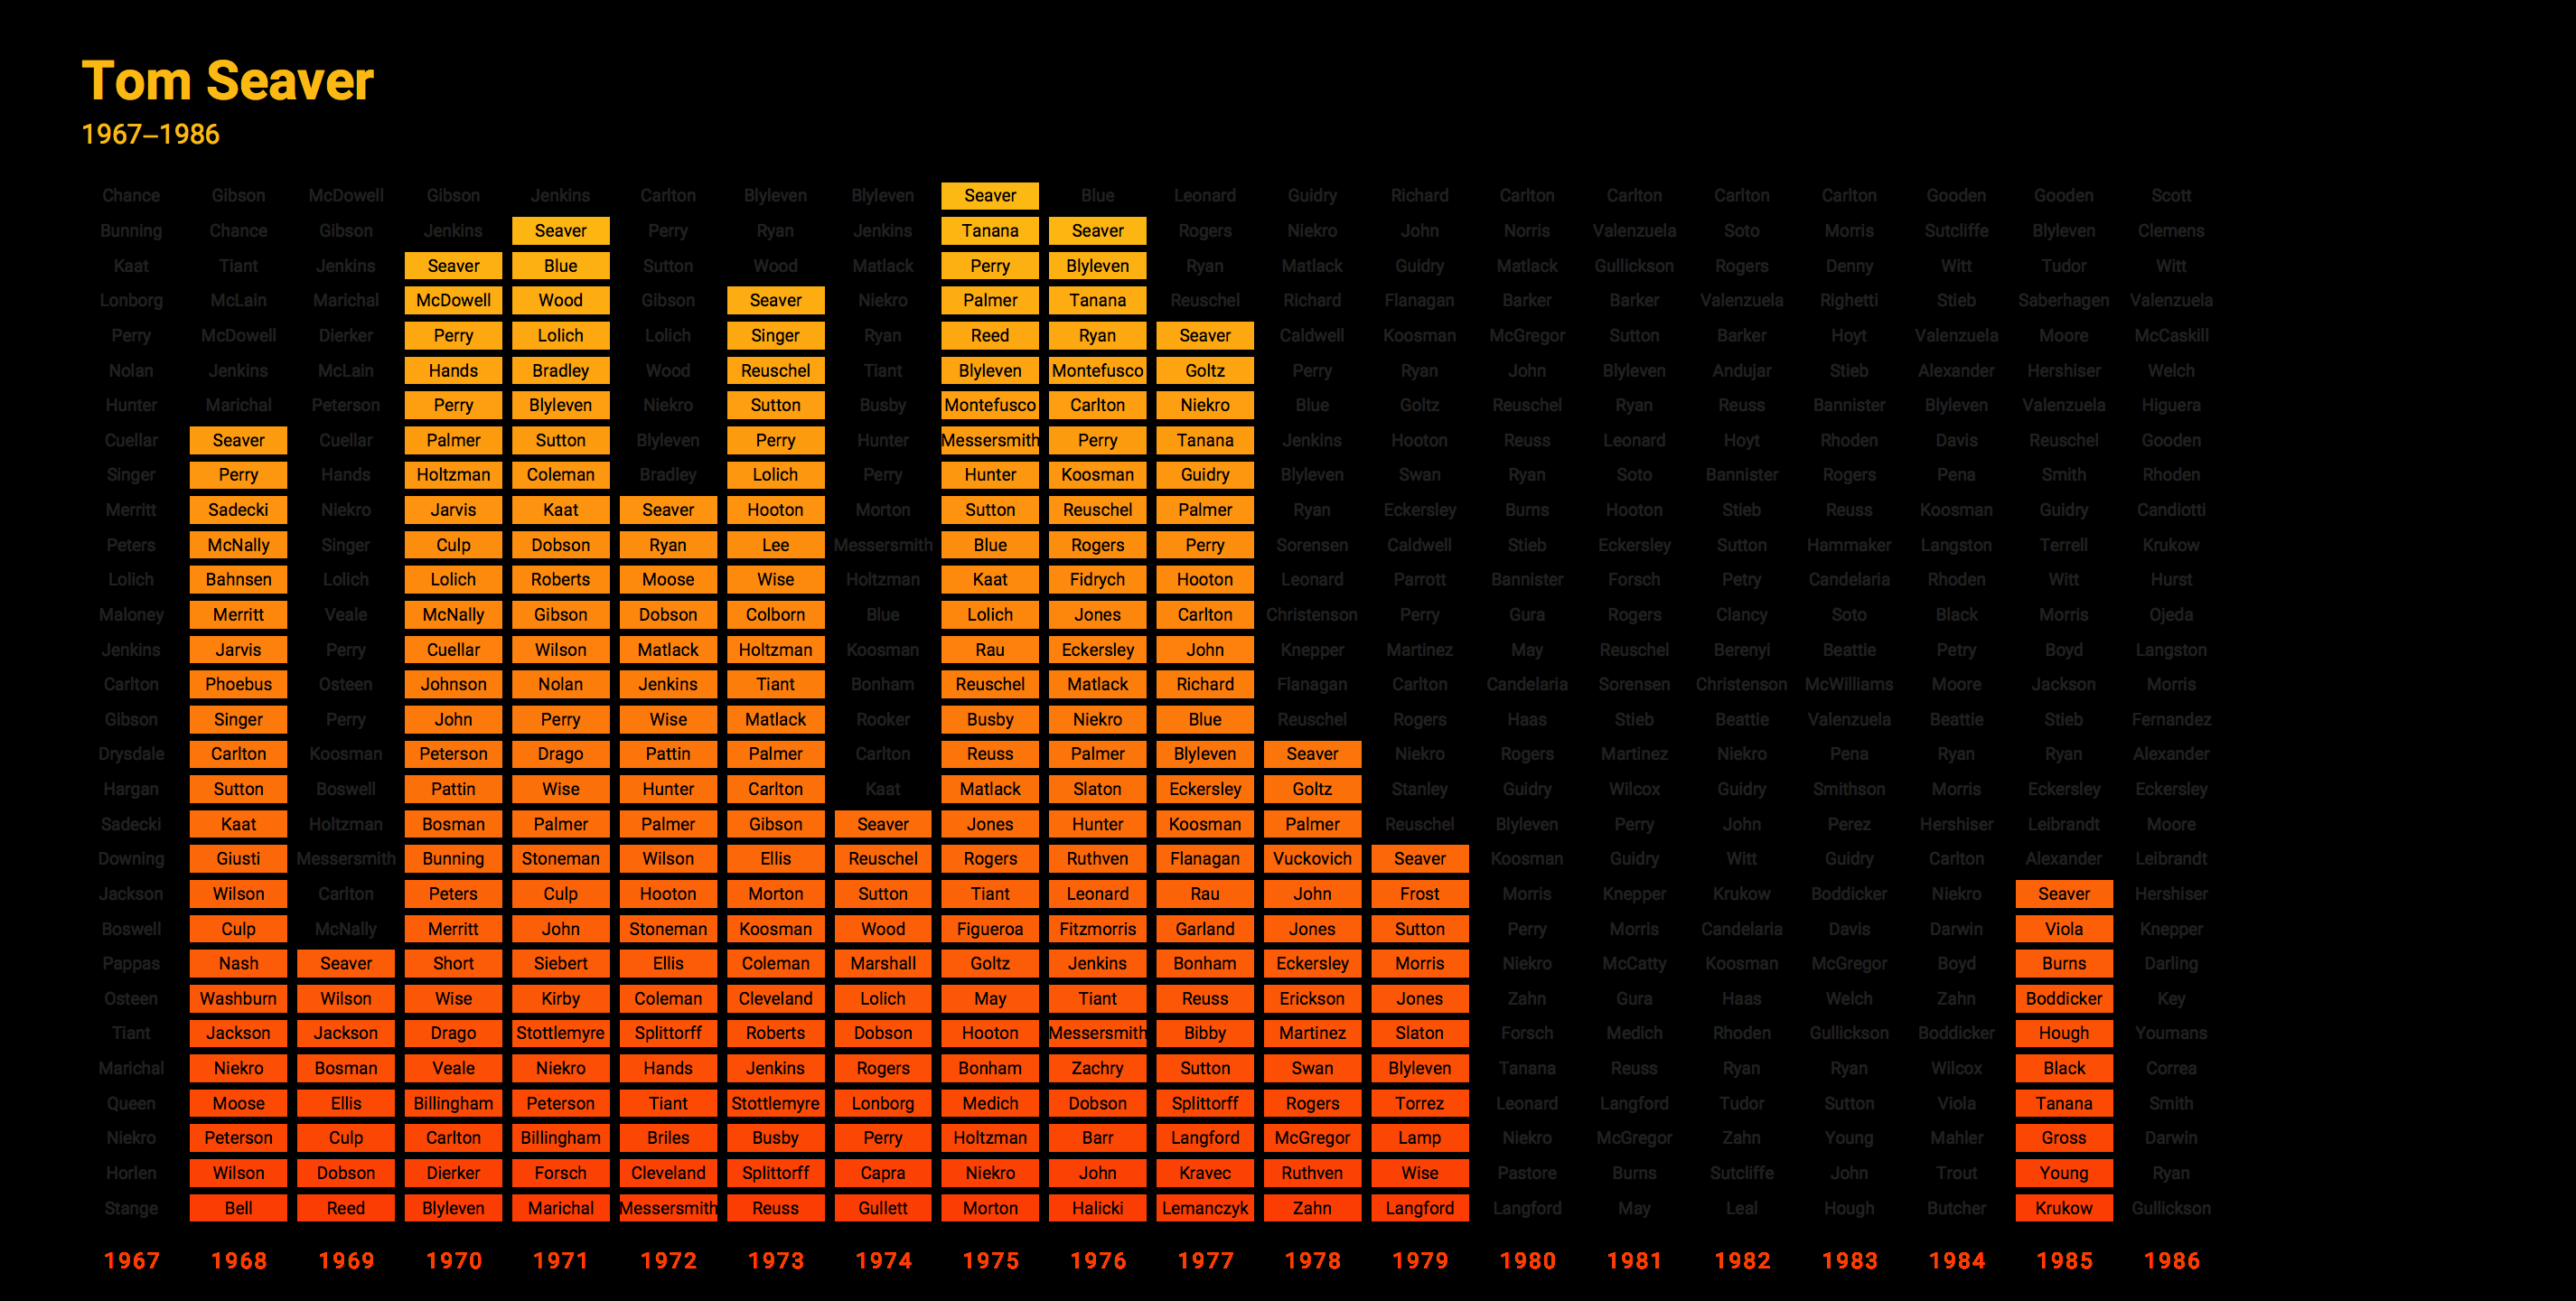 Tom Seaver
1967–1986
Chance Gibson McDowell Gibson Jenkins Carlton Blyleven Blyleven Seaver Blue Leonard Guidry Richard Carlton Carlton Carlton Carlton Gooden Gooden Scott
Bunning Chance Gibson Jenkins Seaver Perry Ryan Jenkins Tanana Seaver Rogers Niekro John Norris Valenzuela Soto Morris Sutcliffe Blyleven Clemens
Kaat Tiant Jenkins Seaver Blue Sutton Wood Matlack Perry Blyleven Ryan Matlack Guidry Matlack Gullickson Rogers Denny Witt Tudor Witt
Lonborg McLain Marichal McDowell Wood Gibson Seaver Niekro Palmer Tanana Reuschel Richard Flanagan Barker Barker Valenzuela Righetti Stieb Saberhagen Valenzuela
Perry McDowell Dierker Perry Lolich Lolich Singer Ryan Reed Ryan Seaver Caldwell Koosman McGregor Sutton Barker Hoyt Valenzuela Moore McCaskill
Nolan Jenkins McLain Hands Bradley Wood Reuschel Tiant Blyleven Montefusco Goltz Perry Ryan John Blyleven Andujar Stieb Alexander Hershiser Welch
Hunter Marichal Peterson Perry Blyleven Niekro Sutton Busby Montefusco Carlton Niekro Blue Goltz Reuschel Ryan Reuss Bannister Blyleven Valenzuela Higuera
Cuellar Seaver Cuellar Palmer Sutton Blyleven Perry Hunter Messersmith Perry Tanana Jenkins Hooton Reuss Leonard Hoyt Rhoden Davis Reuschel Gooden
Singer Perry Hands Holtzman Coleman Bradley Lolich Perry Hunter Koosman Guidry Blyleven Swan Ryan Soto Bannister Rogers Pena Smith Rhoden
Merritt Sadecki Niekro Jarvis Kaat Seaver Hooton Morton Sutton Reuschel Palmer Ryan Eckersley Burns Hooton Stieb Reuss Koosman Guidry Candiotti
Peters McNally Singer Culp Dobson Ryan Lee Messersmith Blue Rogers Perry Sorensen Caldwell Stieb Eckersley Sutton Hammaker Langston Terrell Krukow
Lolich Bahnsen Lolich Lolich Roberts Moose Wise Holtzman Kaat Fidrych Hooton Leonard Parrott Bannister Forsch Petry Candelaria Rhoden Witt Hurst
Maloney Merritt Veale McNally Gibson Dobson Colborn Blue Lolich Jones Carlton Christenson Perry Gura Rogers Clancy Soto Black Morris Ojeda
Jenkins Jarvis Perry Cuellar Wilson Matlack Holtzman Koosman Rau Eckersley John Knepper Martinez May Reuschel Berenyi Beattie Petry Boyd Langston
Carlton Phoebus Osteen Johnson Nolan Jenkins Tiant Bonham Reuschel Matlack Richard Flanagan Carlton Candelaria Sorensen Christenson McWilliams Moore Jackson Morris
Gibson Singer Perry John Perry Wise Matlack Rooker Busby Niekro Blue Reuschel Rogers Haas Stieb Beattie Valenzuela Beattie Stieb Fernandez
Drysdale Carlton Koosman Peterson Drago Pattin Palmer Carlton Reuss Palmer Blyleven Seaver Niekro Rogers Martinez Niekro Pena Ryan Ryan Alexander
Hargan Sutton Boswell Pattin Wise Hunter Carlton Kaat Matlack Slaton Eckersley Goltz Stanley Guidry Wilcox Guidry Smithson Morris Eckersley Eckersley
Sadecki Kaat Holtzman Bosman Palmer Palmer Gibson Seaver Jones Hunter Koosman Palmer Reuschel Blyleven Perry John Perez Hershiser Leibrandt Moore
Downing Giusti Messersmith Bunning Stoneman Wilson Ellis Reuschel Rogers Ruthven Flanagan Vuckovich Seaver Koosman Guidry Witt Guidry Carlton Alexander Leibrandt
Jackson Wilson Carlton Peters Culp Hooton Morton Sutton Tiant Leonard Rau John Frost Morris Knepper Krukow Boddicker Niekro Seaver Hershiser
Boswell Culp McNally Merritt John Stoneman Koosman Wood Figueroa Fitzmorris Garland Jones Sutton Perry Morris Candelaria Davis Darwin Viola Knepper
Pappas Nash Seaver Short Siebert Ellis Coleman Marshall Goltz Jenkins Bonham Eckersley Morris Niekro McCatty Koosman McGregor Boyd Burns Darling
Osteen Washburn Wilson Wise Kirby Coleman Cleveland Lolich May Tiant Reuss Erickson Jones Zahn Gura Haas Welch Zahn Boddicker Key
Tiant Jackson Jackson Drago Stottlemyre Splittorff Roberts Dobson Hooton Messersmith Bibby Martinez Slaton Forsch Medich Rhoden Gullickson Boddicker Hough Youmans
Marichal Niekro Bosman Veale Niekro Hands Jenkins Rogers Bonham Zachry Sutton Swan Blyleven Tanana Reuss Ryan Ryan Wilcox Black Correa
Queen Moose Ellis Billingham Peterson Tiant Stottlemyre Lonborg Medich Dobson Splittorff Rogers Torrez Leonard Langford Tudor Sutton Viola Tanana Smith
Niekro Peterson Culp Carlton Billingham Briles Busby Perry Holtzman Barr Langford McGregor Lamp Niekro McGregor Zahn Young Mahler Gross Darwin
Horlen Wilson Dobson Dierker Forsch Cleveland Splittorff Capra Niekro John Kravec Ruthven Wise Pastore Burns Sutcliffe John Trout Young Ryan
Stange Bell Reed Blyleven Marichal Messersmith Reuss Gullett Morton Halicki Lemanczyk Zahn Langford Langford May Leal Hough Butcher Krukow Gullickson
1967 1968 1969 1970 1971 1972 1973 1974 1975 1976 1977 1978 1979 1980 1981 1982 1983 1984 1985 1986